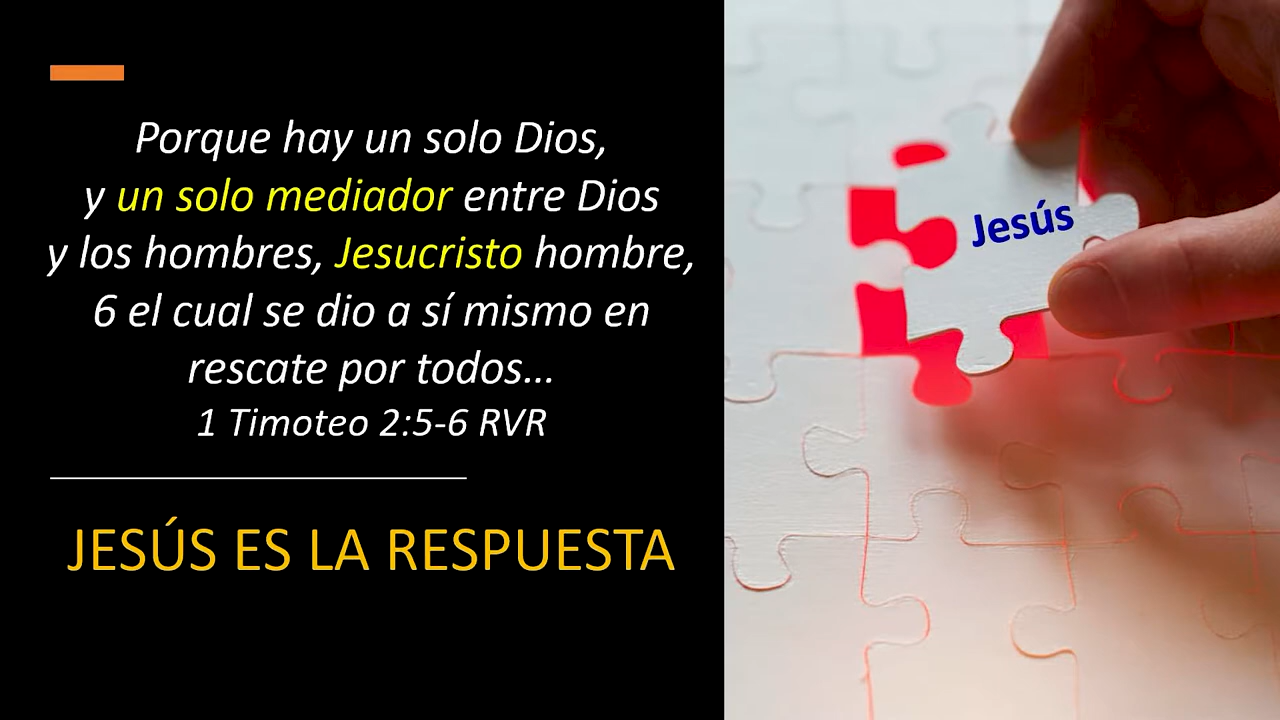 Porque hay un solo Dios,
y un solo mediador entre Dios
y los hombres, Jesucristo hombre,
6 el cual se dio a sí mismo en
rescate por todos...
1 Timoteo 2:5-6 RVR
JESÚS ES LA RESPUESTA
Jesús